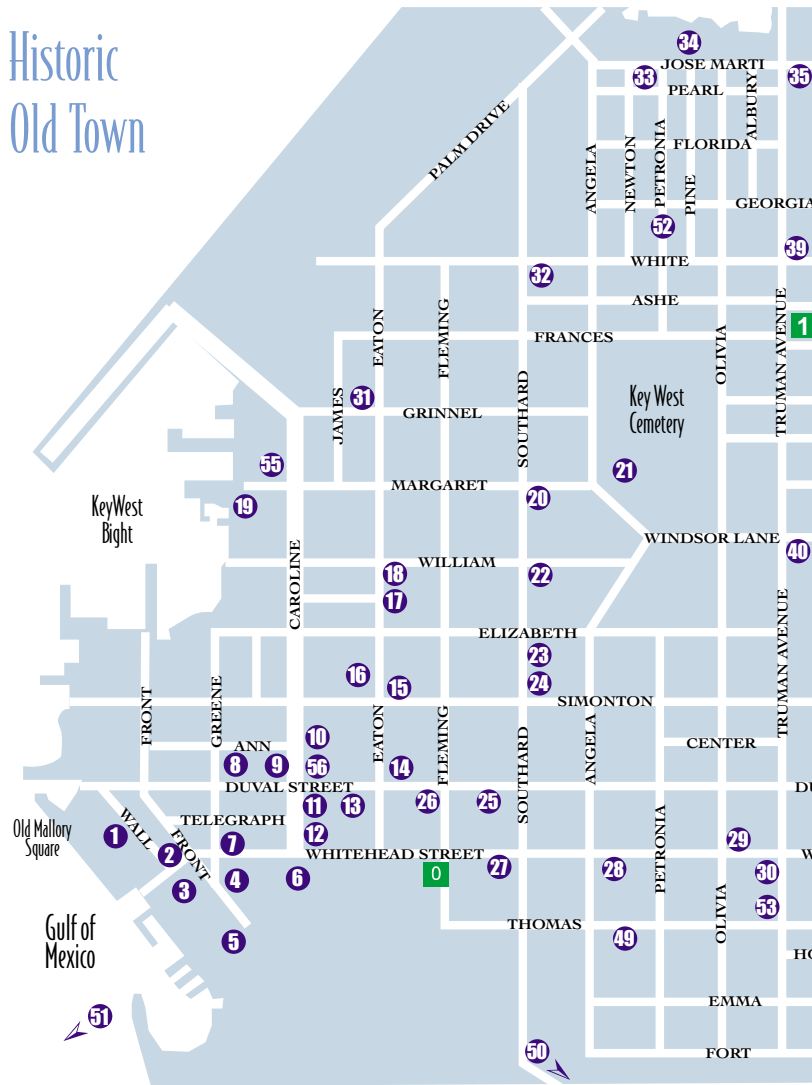 Historic
Old Town
34
JOSE MARTI
33
35
PEARL
ALBURY
PALM DRIVE
FLORIDA
ANGELA
NEWTON
PETRONIA
PINE
GEORGIA
52
39
WHITE
32
ASHE
1
EATON
FLEMING
FRANCES
OLIVIA
TRUMAN AVENUE
JAMES
31
GRINNEL
SOUTHARD
Key West
Cemetery
55
21
MARGARET
19
20
KeyWest
Bight
WINDSOR LANE
40
CAROLINE
WILLIAM
18
22
17
ELIZABETH
TRUMAN AVENUE
23
16
15
24
SIMONTON
FRONT
GREENE
EATON
FLEMING
SOUTHARD
ANGELA
10
ANN
CENTER
8
9
56
14
DUVAL STREET
DU
11
13
26
25
TELEGRAPH
Old Mallory
Square
1
WALL
FRONT
12
7
29
2
WHITEHEAD STREET
W
PETRONIA
OLIVIA
3
4
6
0
27
28
30
53
Gulf of
Mexico
5
THOMAS
49
HO
EMMA
51
50
FORT